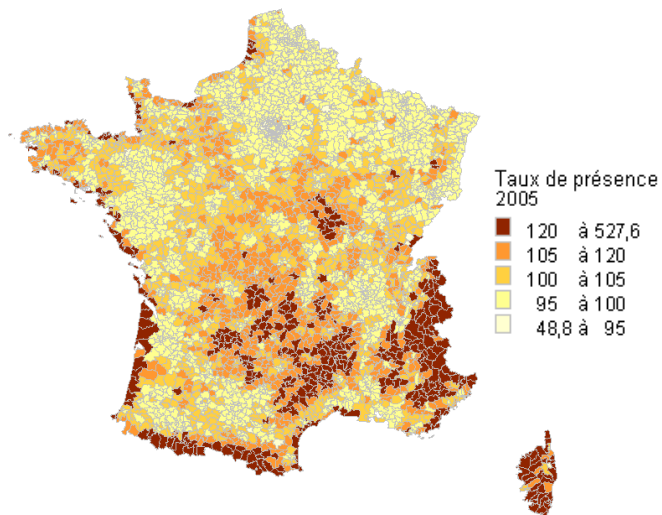 Taux de présence
2005
120 à 527,6
105 à 120
100 à 105
95 à 100
48,8 à 95